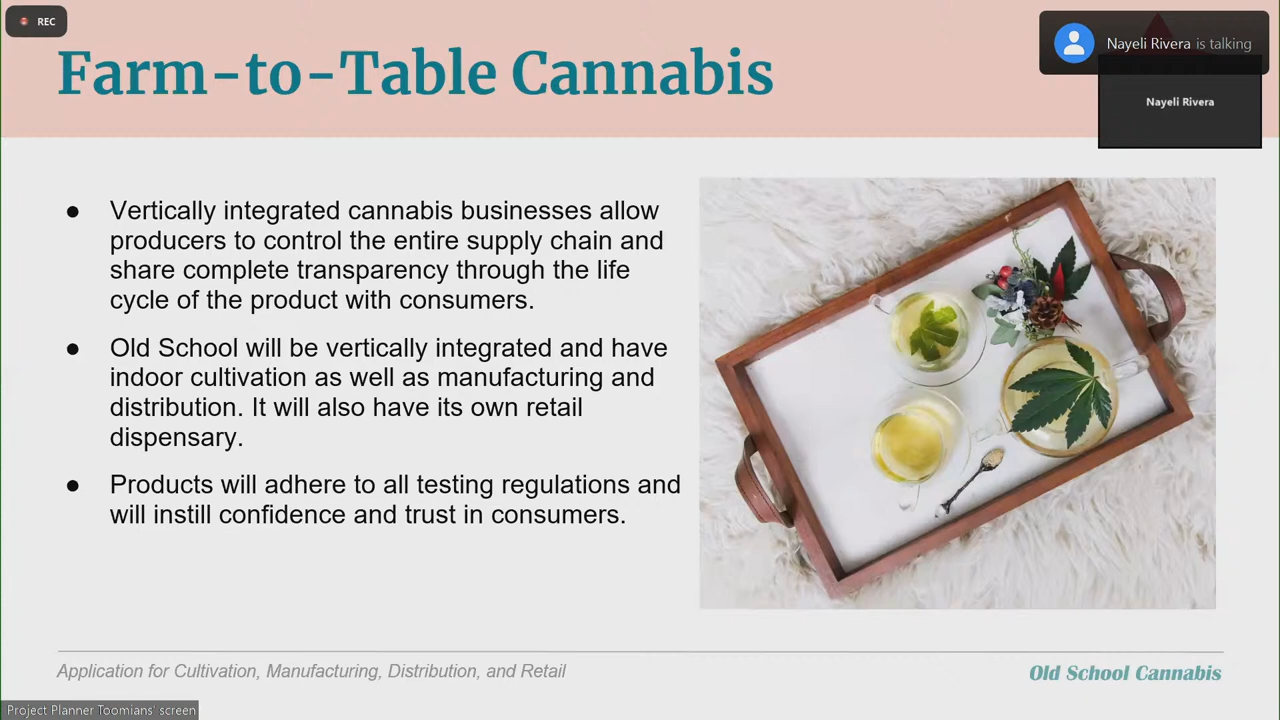 REC
Farm-to-Table Cannabis
Nayeli Rivera is talking
Nayeli Rivera
● Vertically integrated cannabis businesses allow
producers to control the entire supply chain and
share complete transparency through the life
cycle of the product with consumers.
● Old School will be vertically integrated and have
indoor cultivation as well as manufacturing and
distribution. It will also have its own retail
dispensary.
● Products will adhere to all testing regulations and
will instill confidence and trust in consumers.
Application for Cultivation, Manufacturing, Distribution, and Retail
Old School Cannabis
Project Planner Toomians' screen